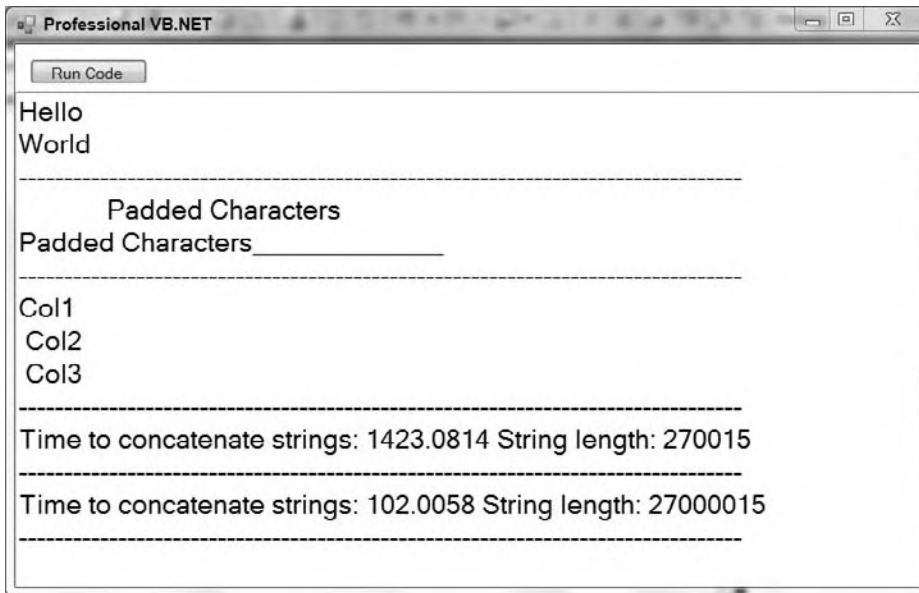 Professional VB.NET
Run Code
Hello
World
--------------------------------------------------------------------------------
Padded Characters
Padded Characters_______________
--------------------------------------------------------------------------------
Col1
Col2
Col3
--------------------------------------------------------------------------------
Time to concatenate strings: 1423.0814 String length: 270015
--------------------------------------------------------------------------------
Time to concatenate strings: 102.0058 String length: 27000015
--------------------------------------------------------------------------------